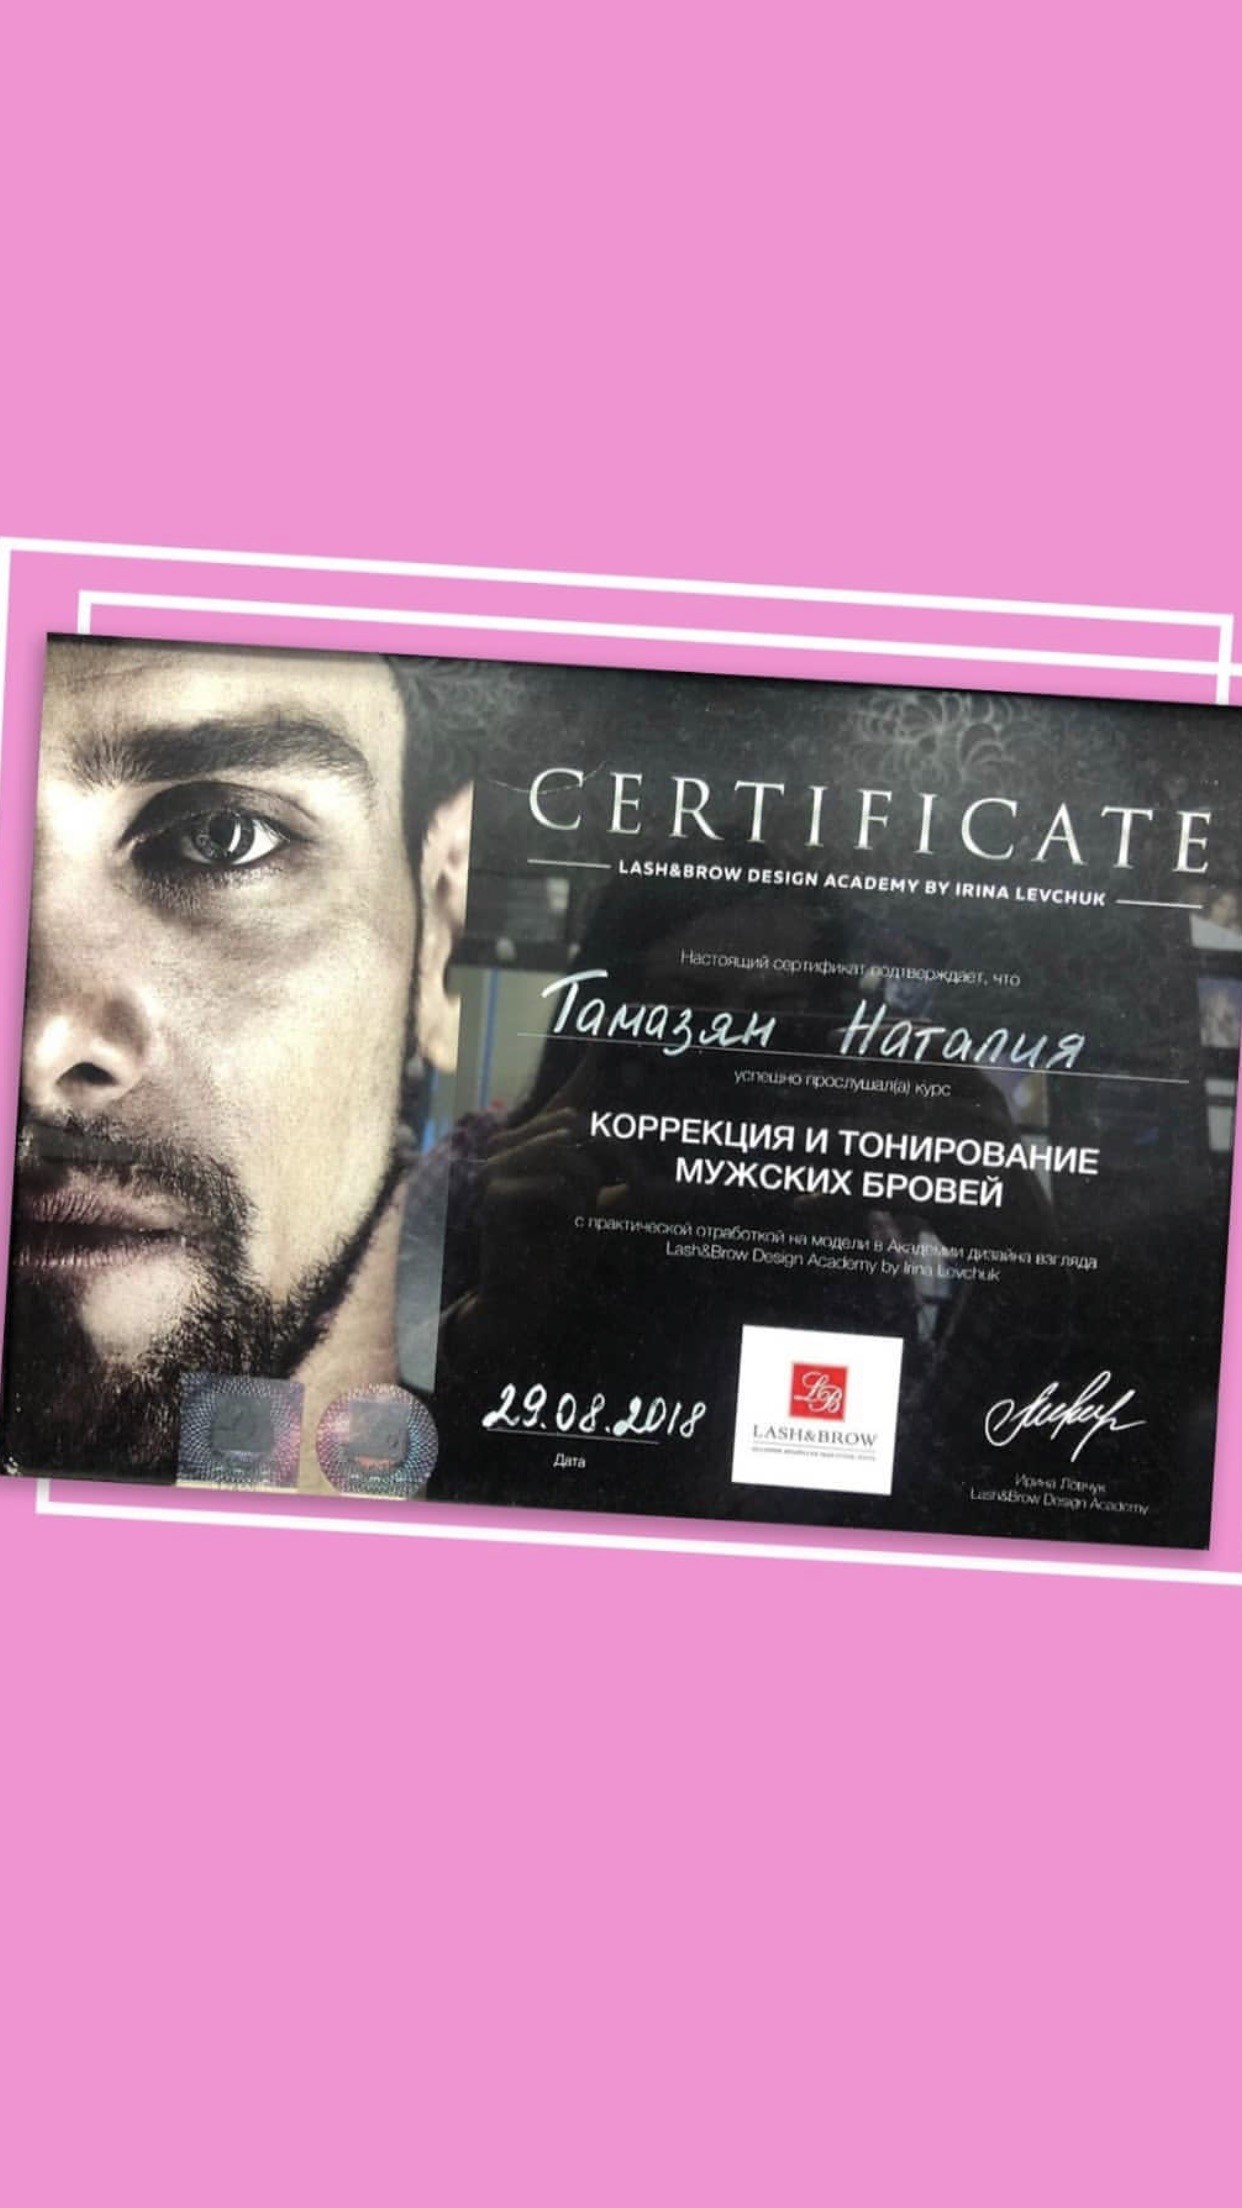 CERTIFICATE
LASH&BROW DESIGN ACADEMY BY IRINA LEVCHUK
Настоящий сертификат подтверждает, что
Тамазян Наталия
успешно прослушал(а) курс
КОРРЕКЦИЯ И ТОНИРОВАНИЕ
МУЖСКИХ БРОВЕЙ
с практической отработкой на модели в Академии дизайна взгляда
Lash&Brow Design Academy by Irina Levchuk
29.08.2018
Дата
LB
LASH&BROW
Ирина Левчук
Lash&Brow Design Academy